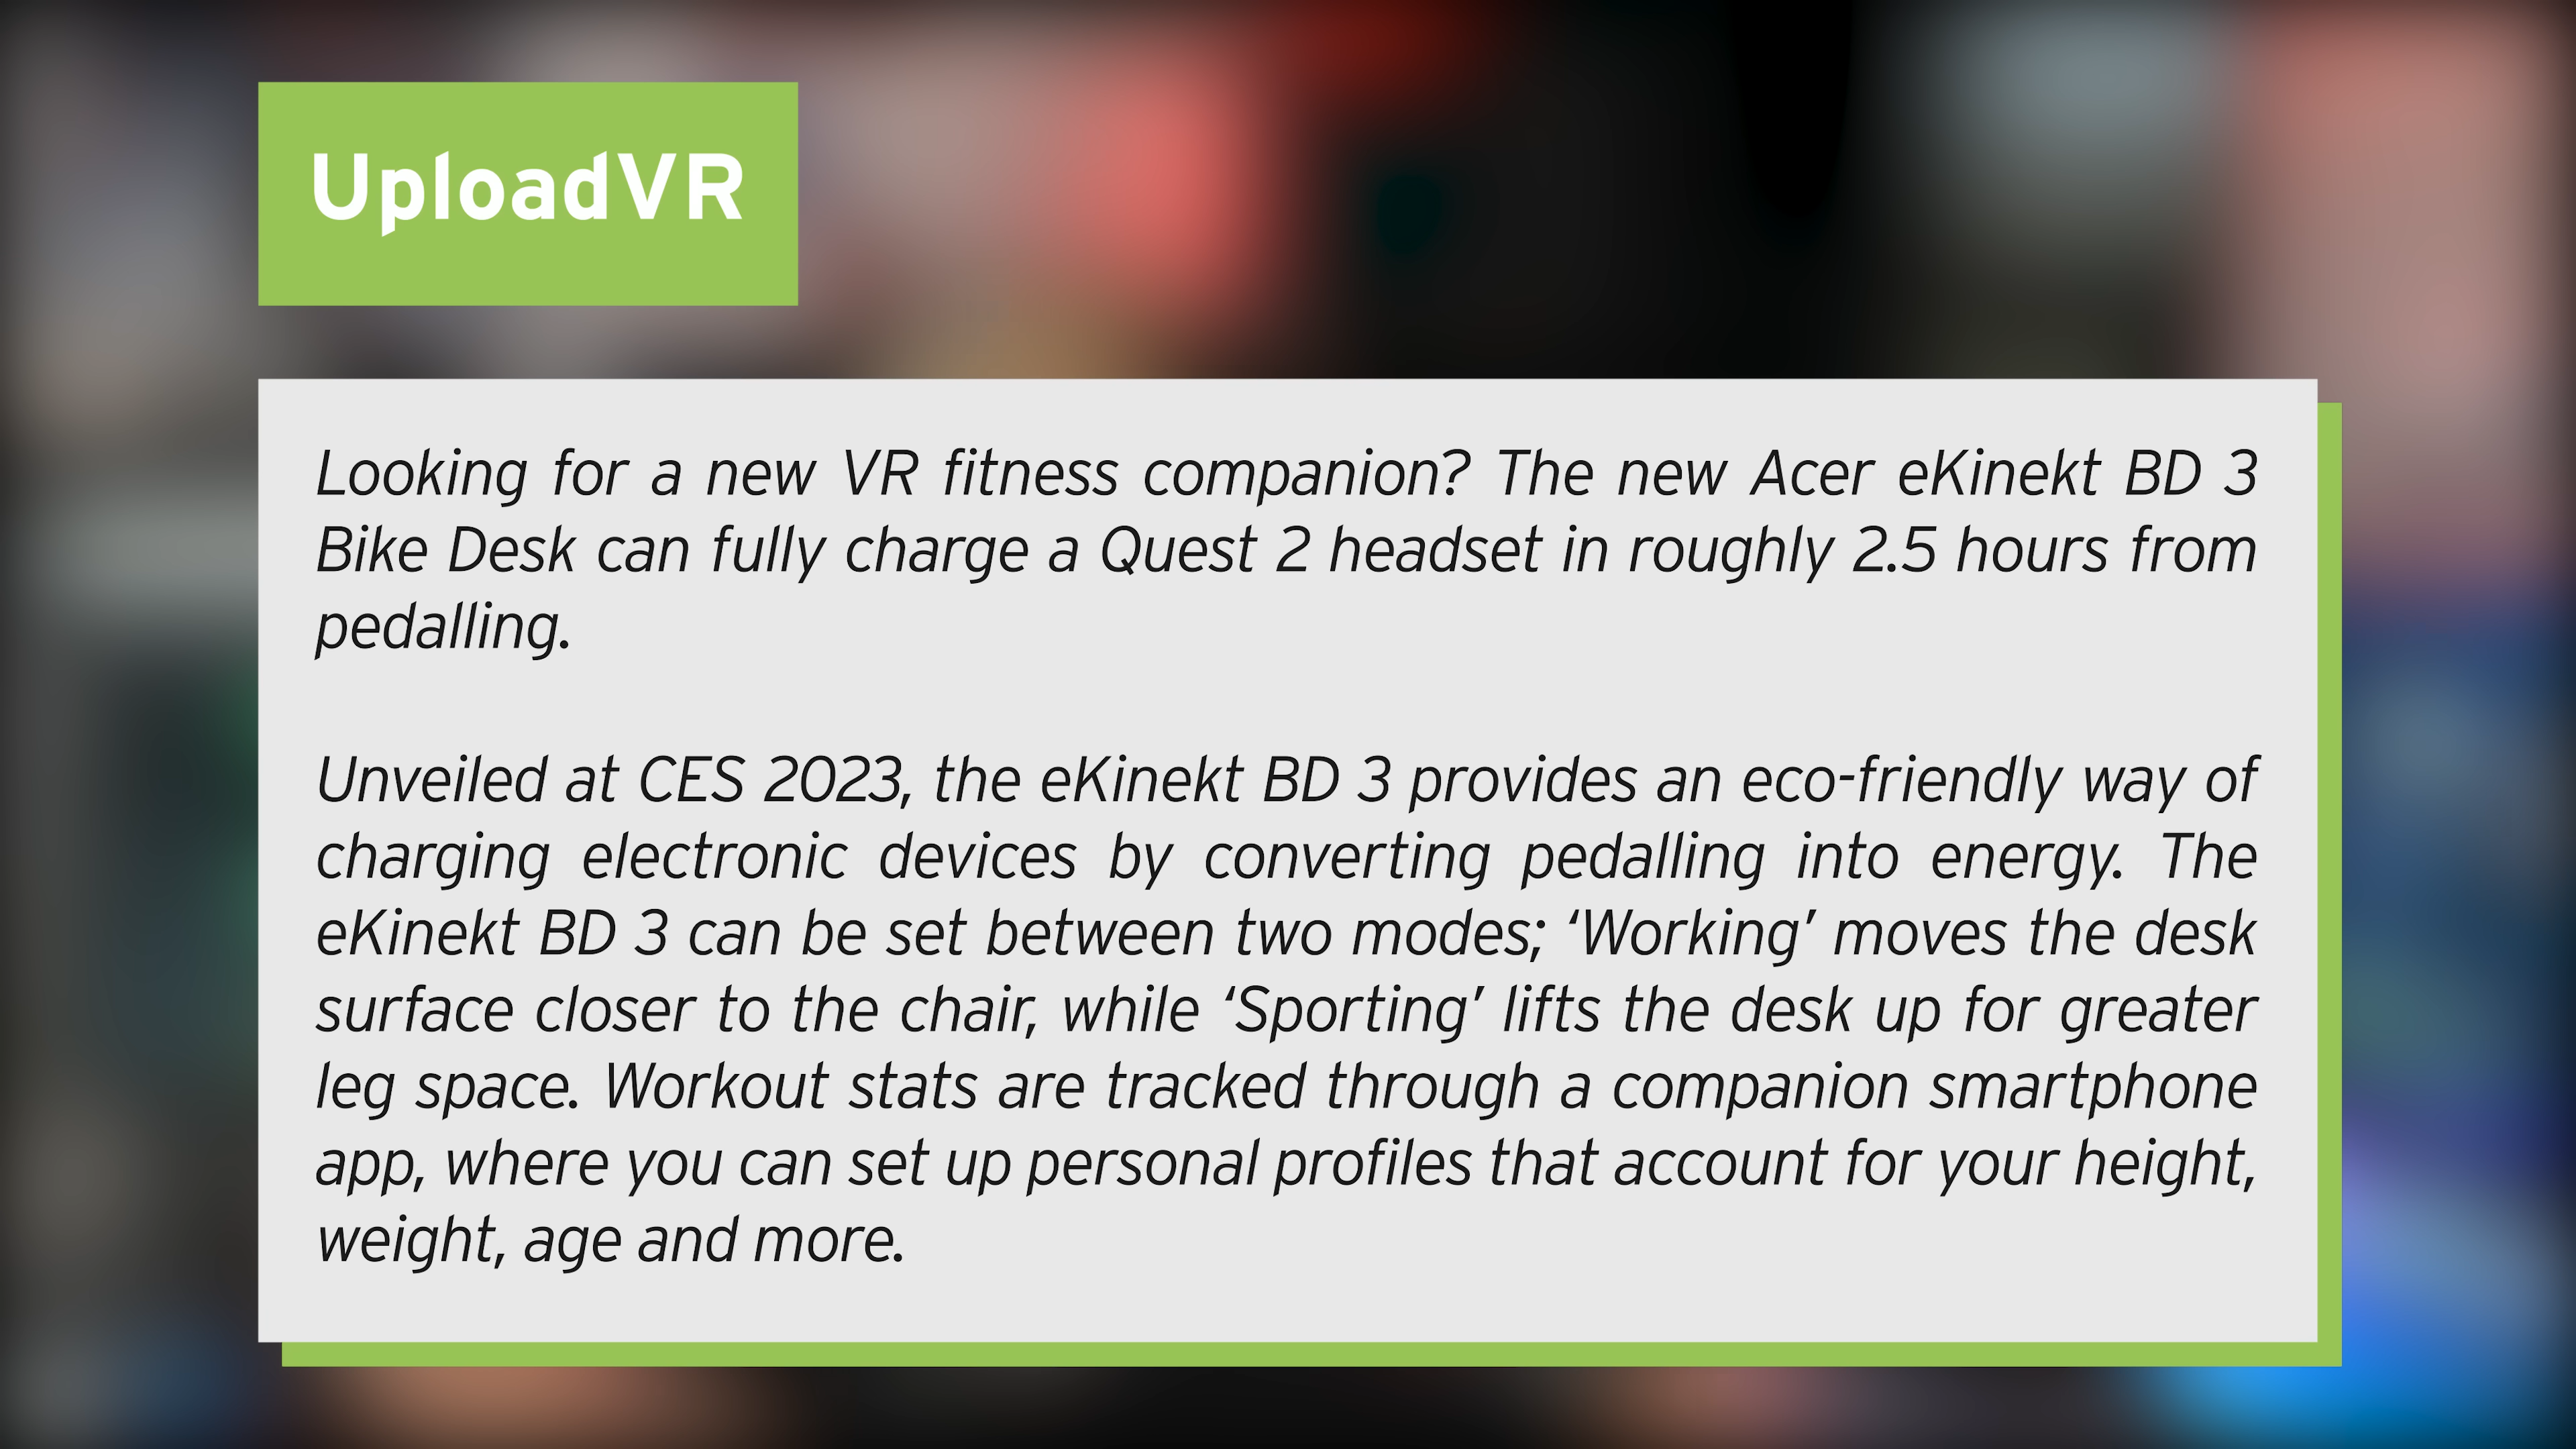 UploadVR
Looking for a new VR fitness companion? The new Acer eKinekt BD 3
Bike Desk can fully charge a Quest 2 headset in roughly 2.5 hours from
pedalling.
Unveiled at CES 2023, the eKinekt BD 3 provides an eco-friendly way of
charging electronic devices by converting pedalling into energy. The
eKinekt BD 3 can be set between two modes; ‘Working’ moves the desk
surface closer to the chair, while ‘Sporting’ lifts the desk up for greater
leg space. Workout stats are tracked through a companion smartphone
app, where you can set up personal profiles that account for your height,
weight, age and more.